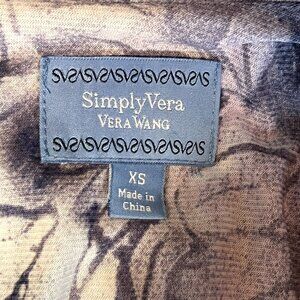 SimplyVera
VERA WANG
XS
Made in
China